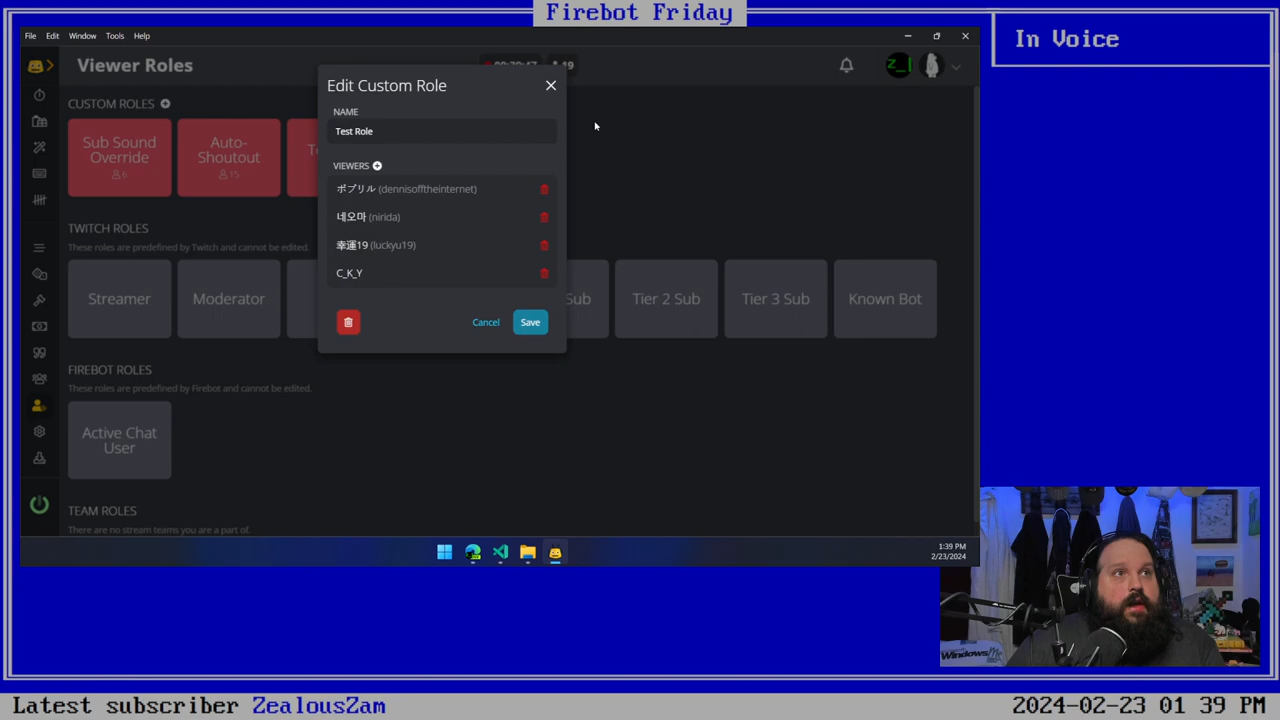 Firebot Friday
In Voice
File Edit Window Tools Help
Viewer Roles
19
CUSTOM ROLES
Sub Sound
Override
6
Auto-
Shoutout
15
Edit Custom Role
NAME
Test Role
VIEWERS
ポプリル (dennisofftheinternet)
네오마 (nirida)
幸運19 (luckyu19)
C_K_Y
Cancel
Save
TWITCH ROLES
These roles are predefined by Twitch and cannot be edited.
Streamer
Moderator
Sub
Tier 2 Sub
Tier 3 Sub
Known Bot
FIREBOT ROLES
These roles are predefined by Firebot and cannot be edited.
Active Chat
User
TEAM ROLES
There are no stream teams you are a part of.
z_|
1:39 PM
2/23/2024
Windows
Latest subscriber ZealousZam
2024-02-23 01 39 PM